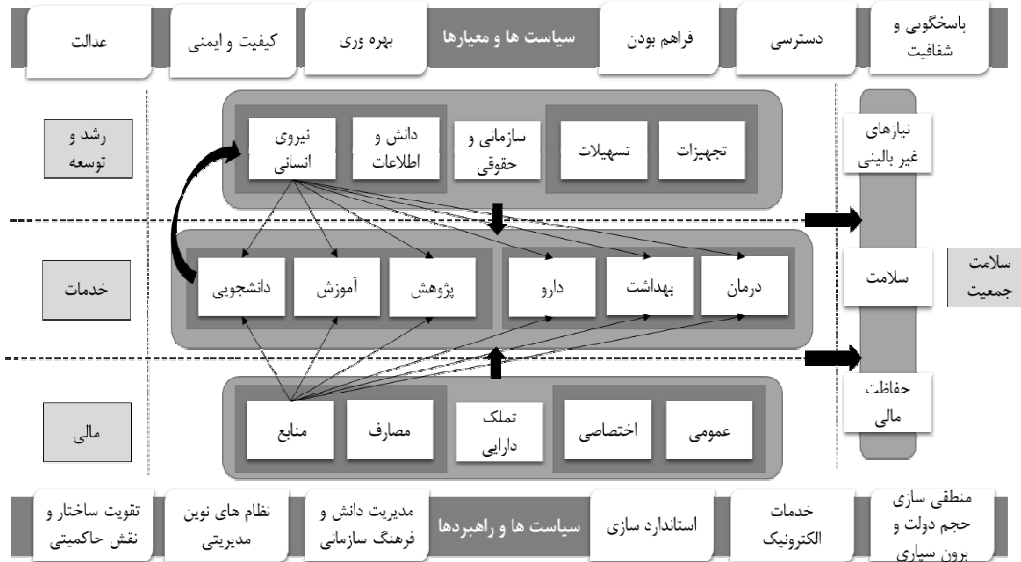 پاسخگویی و
شفافیت
دسترسی
فراهم بودن
سیاست ها و معیارها
بهره وری
کیفیت و ایمنی
عدالت
نیازهای
غیر بالینی
تجهیزات
تسهیلات
سازمانی و
حقوقی
دانش و
اطلاعات
نیروی
انسانی
رشد و
توسعه
سلامت
جمعیت
سلامت
درمان
بهداشت
دارو
پژوهش
آموزش
دانشجویی
خدمات
حفاظت
مالی
عمومی
اختصاصی
تملک
دارایی
مصارف
منابع
مالی
منطقی سازی
حجم دولت و
برون سپاری
خدمات
الکترونیک
استاندارد سازی
سیاست ها و راهبردها
مدیریت دانش و
فرهنگ سازمانی
نظام های نوین
مدیریتی
تقویت ساختار و
نقش حاکمیتی